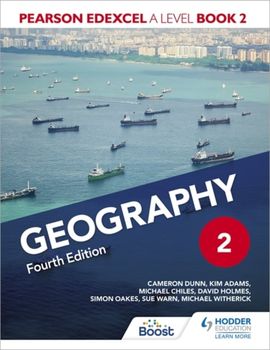 PEARSON EDEXCEL A LEVEL BOOK 2
GEOGRAPHY
Fourth Edition
2
CAMERON DUNN, KIM ADAMS,
MICHAEL CHILES, DAVID HOLMES,
SIMON OAKES, SUE WARN, MICHAEL WITHERICK
Boost
HODDER
EDUCATION
LEARN MORE